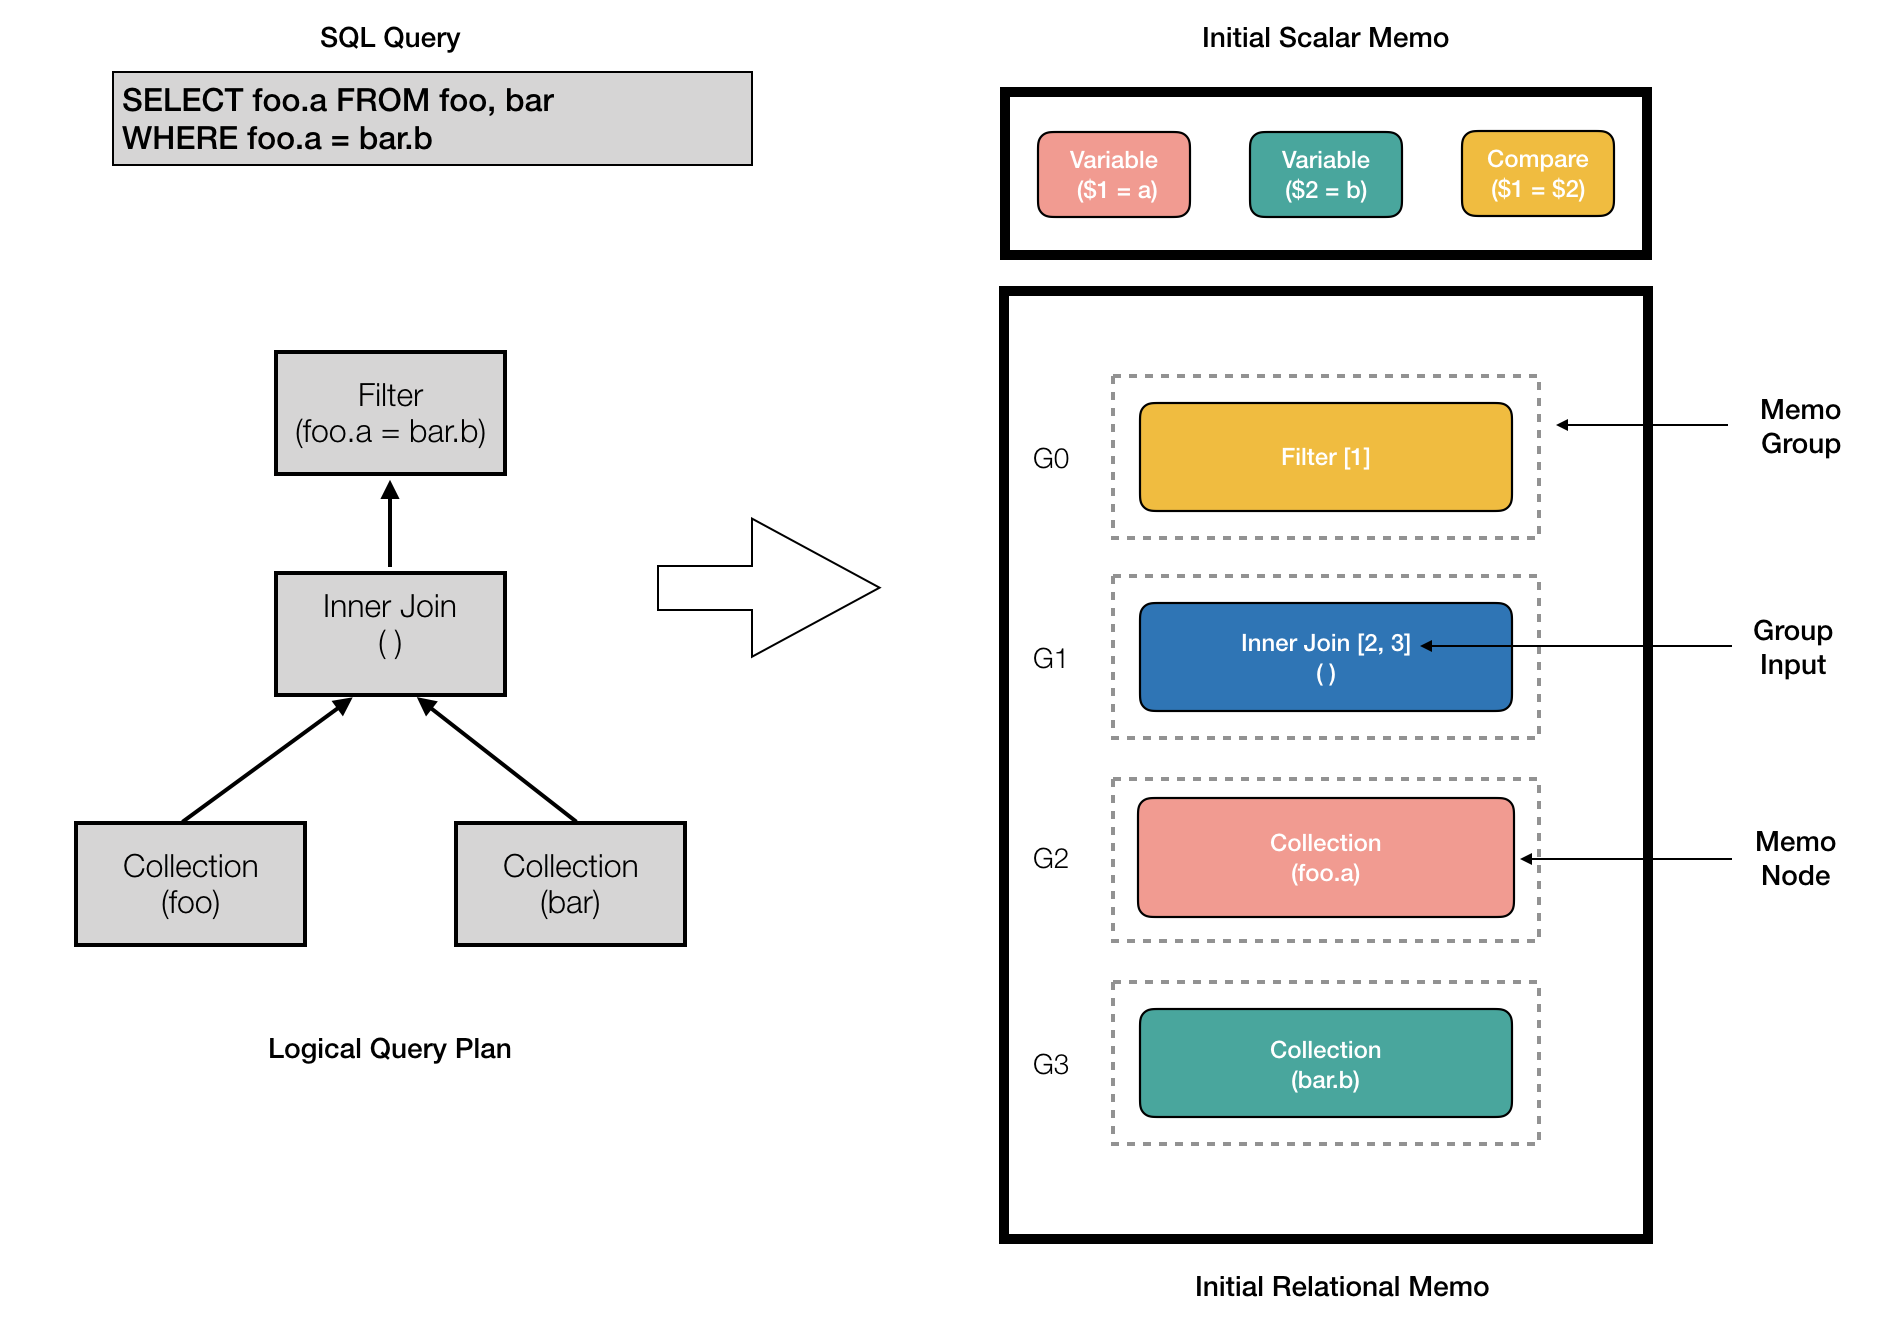 SQL Query
SELECT foo.a FROM foo, bar
WHERE foo.a = bar.b
Filter
(foo.a = bar.b)
Inner Join
( )
Collection
(foo)
Collection
(bar)
Logical Query Plan
Initial Scalar Memo
Variable
($1 = a)
Variable
($2 = b)
Compare
($1 = $2)
G0
Filter [1]
Memo
Group
G1
Inner Join [2, 3]
( )
Group
Input
G2
Collection
(foo.a)
Memo
Node
G3
Collection
(bar.b)
Initial Relational Memo